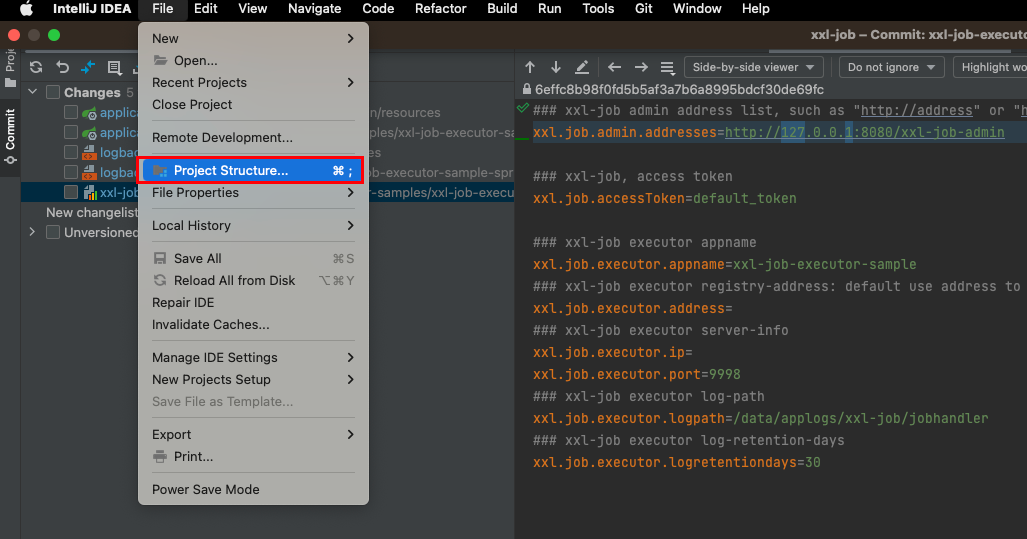 IntelliJ IDEA File Edit View Navigate Code Refactor Build Run Tools Git Window Help
xxl-job – Commit: xxl-job-executor
Commit
Changes
applica
applica
logbac
logbac
xxl-job
New changelist
Unversioned
n/resources
ples/xxl-job-executor-sa
es
-executor-sample-spr
r-samples/xxl-job-execu
New
Open...
Recent Projects
Close Project
Remote Development...
Project Structure... ⌘ ;
File Properties
Local History
Save All ⌘ S
Reload All from Disk ⌥⌘Y
Repair IDE
Invalidate Caches...
Manage IDE Settings
New Projects Setup
Save File as Template...
Export
Print...
Power Save Mode
Side-by-side viewer Do not ignore Highlight wo
6effc8b98f0fd5b5af3a7b6a8995bdcf30de69fc
### xxl-job admin address list, such as "http://address" or "h
xxl.job.admin.addresses=http://127.0.0.1:8080/xxl-job-admin
### xxl-job, access token
xxl.job.accessToken=default_token
### xxl-job executor appname
xxl.job.executor.appname=xxl-job-executor-sample
### xxl-job executor registry-address: default use address to
xxl.job.executor.address=
### xxl-job executor server-info
xxl.job.executor.ip=
xxl.job.executor.port=9998
### xxl-job executor log-path
xxl.job.executor.logpath=/data/applogs/xxl-job/jobhandler
### xxl-job executor log-retention-days
xxl.job.executor.logretentiondays=30